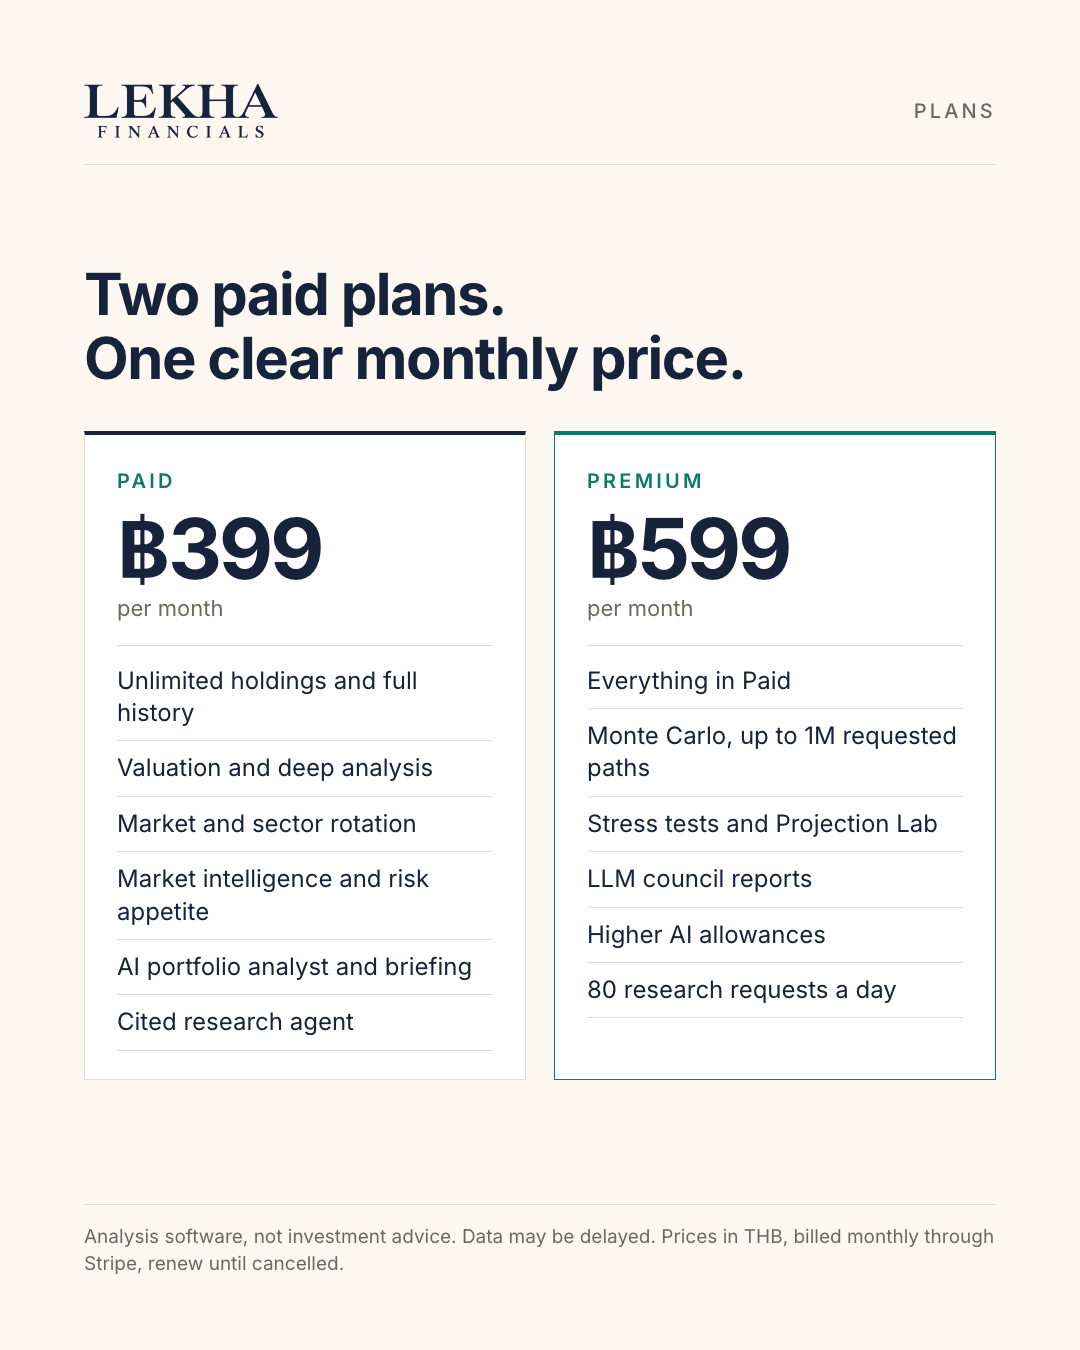 LEKHA
FINANCIALS
PLANS
Two paid plans.
One clear monthly price.
PAID
฿399
per month
Unlimited holdings and full
history
Valuation and deep analysis
Market and sector rotation
Market intelligence and risk
appetite
AI portfolio analyst and briefing
Cited research agent
PREMIUM
฿599
per month
Everything in Paid
Monte Carlo, up to 1M requested
paths
Stress tests and Projection Lab
LLM council reports
Higher AI allowances
80 research requests a day
Analysis software, not investment advice. Data may be delayed. Prices in THB, billed monthly through
Stripe, renew until cancelled.